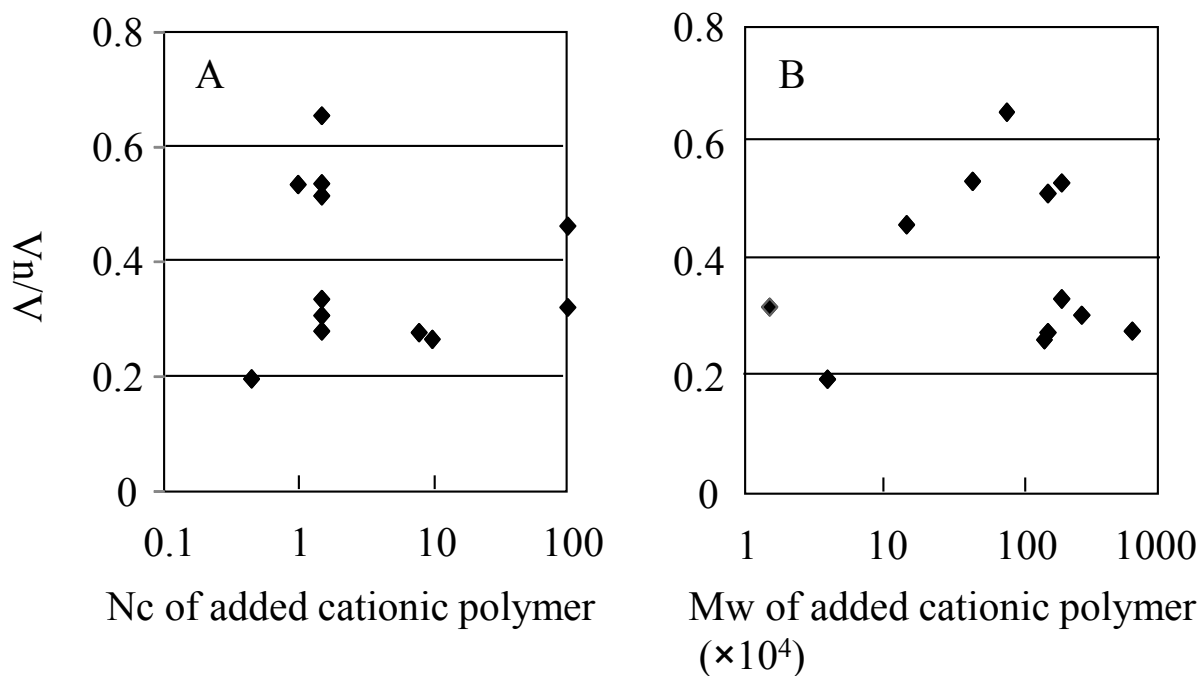 0.8
0.6
0.4
0.2
0
A
Vn/V
0.1 1 10 100
Nc of added cationic polymer
0.8
0.6
0.4
0.2
0
B
1 10 100 1000
Mw of added cationic polymer
(×10⁴)